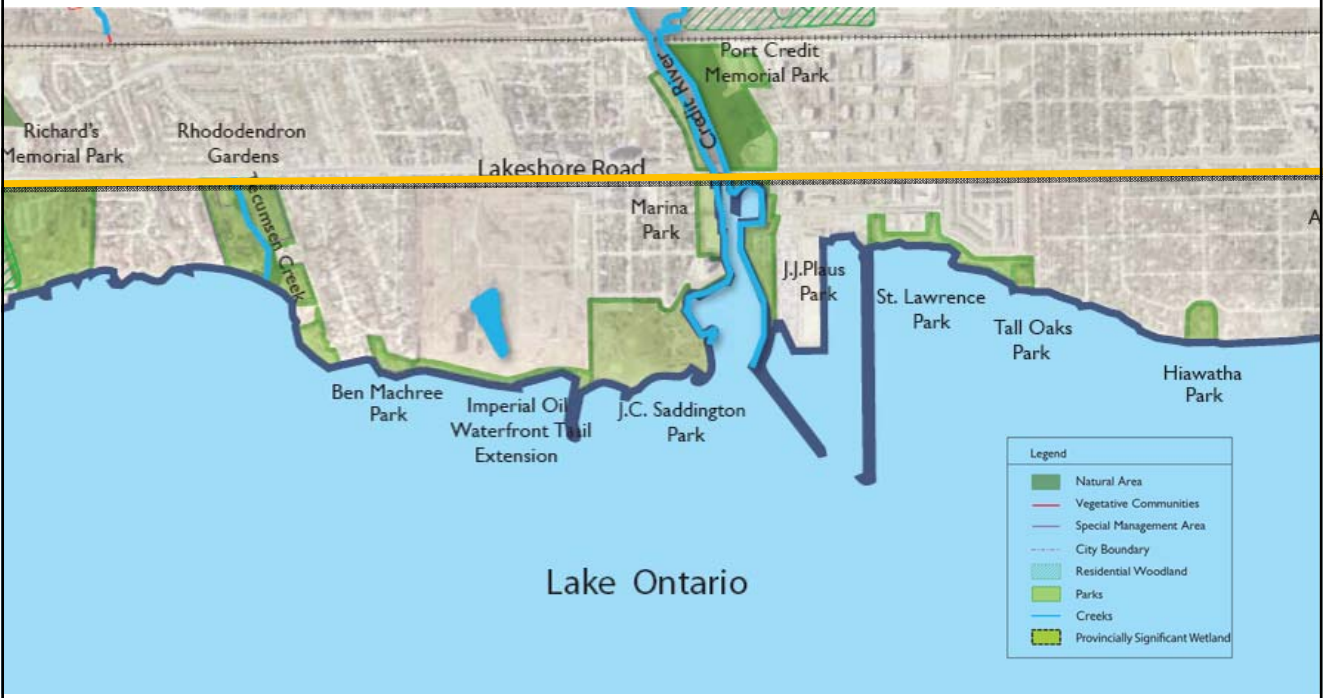 Port Credit
Memorial Park
Credit River
Richard's
Memorial Park
Rhododendron
Gardens
Lakeshore Road
Tecumsen Creek
Marina
Park
A
J.J.Plaus
Park
St. Lawrence
Park
Tall Oaks
Park
Hiawatha
Park
Ben Machree
Park
Imperial Oil
Waterfront Trail
Extension
J.C. Saddington
Park
Lake Ontario
Legend
Natural Area
Vegetative Communities
Special Management Area
City Boundary
Residential Woodland
Parks
Creeks
Provincially Significant Wetland